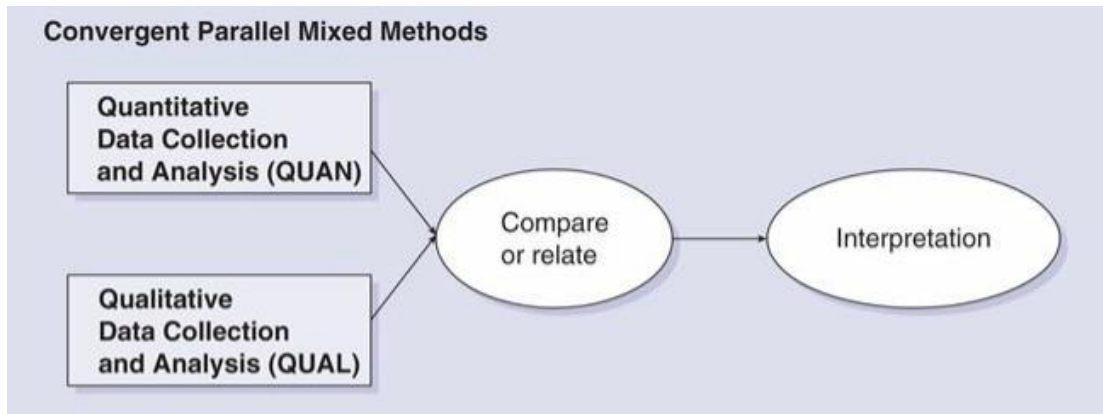 Convergent Parallel Mixed Methods
Quantitative
Data Collection
and Analysis (QUAN)
Compare
or relate
Interpretation
Qualitative
Data Collection
and Analysis (QUAL)